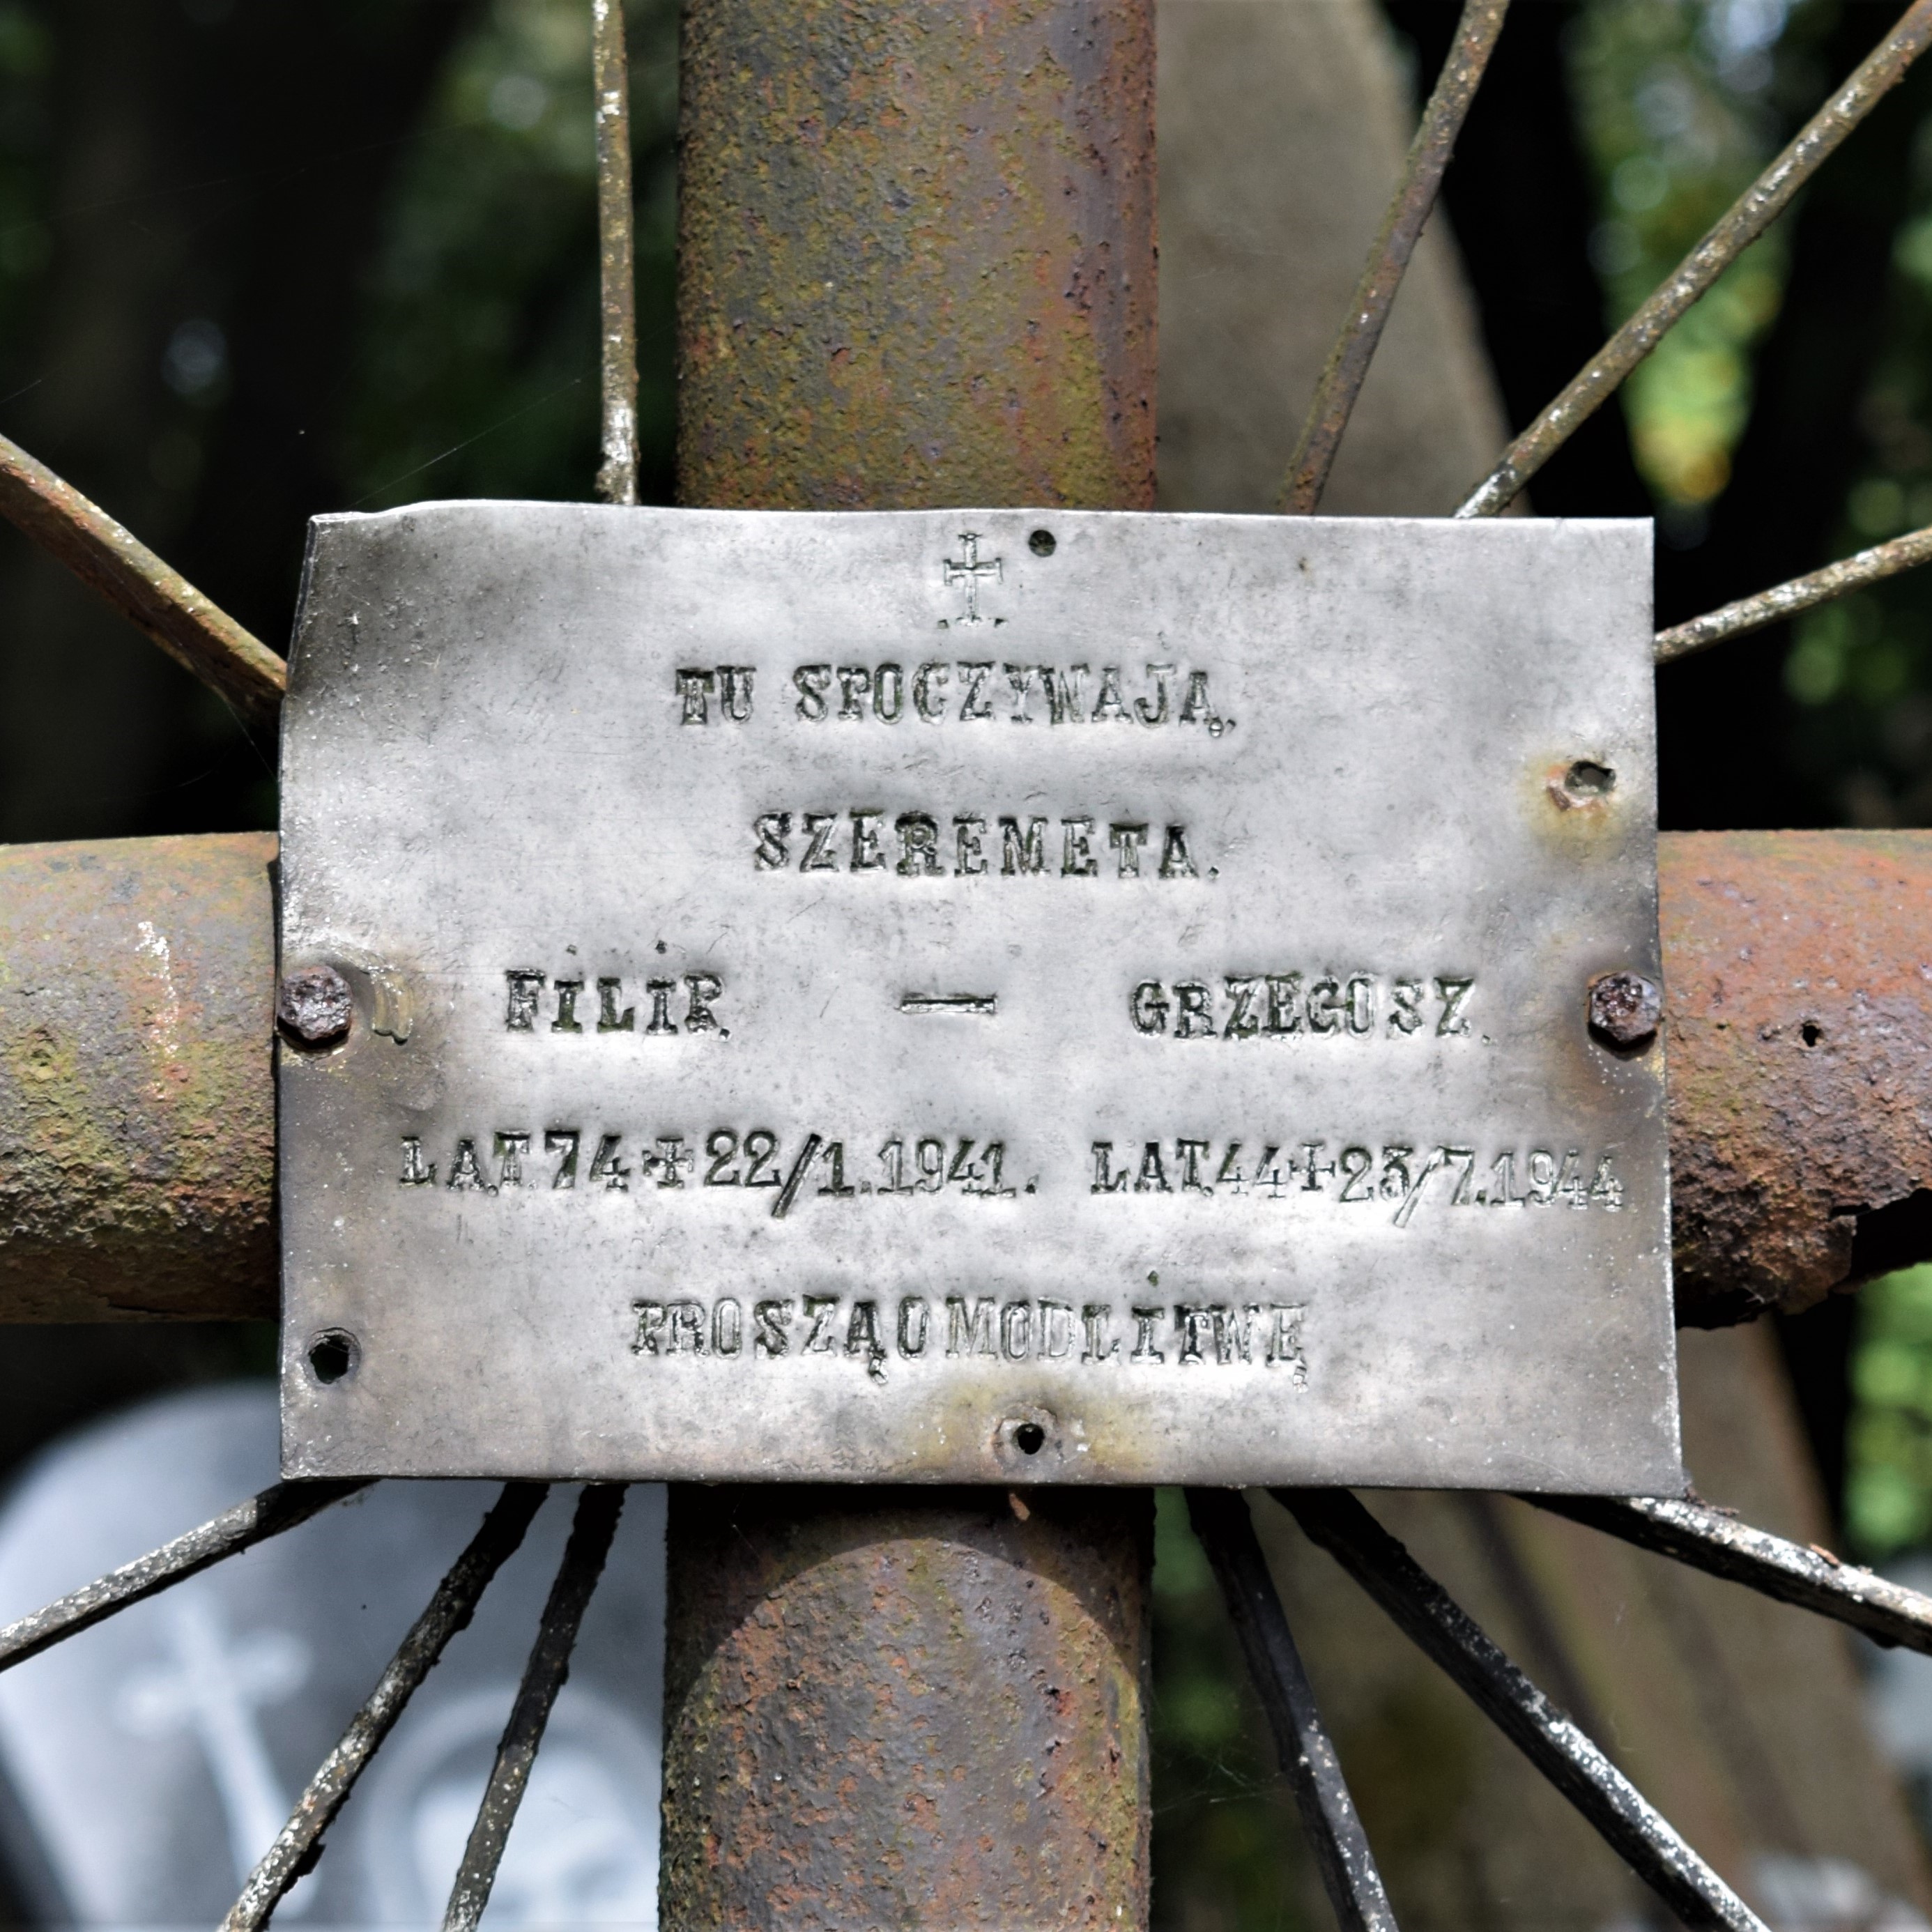 TU SPOCZYWAJĄ,
SZEREMETA.
FILIP. — GRZEGOSZ.
LAT 74 ✝ 22/1.1941. LAT.44 ✝ 23/7.1944
PROSZĄ O MODLITWĘ